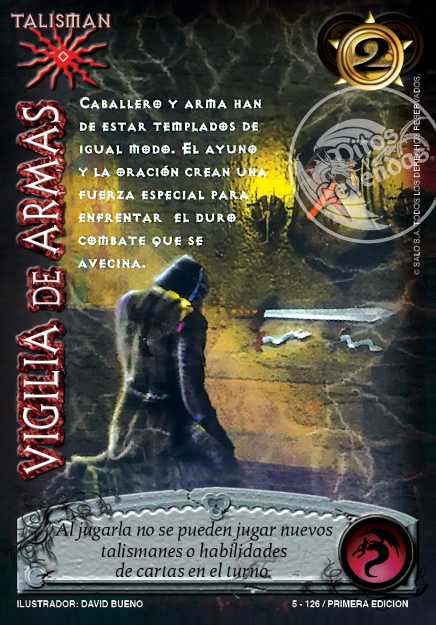 TALISMAN
2
VIGILIA DE ARMAS
CABALLERO Y ARMA HAN
DE ESTAR TEMPLADOS DE
IGUAL MODO. EL AYUNO
Y LA ORACIÓN CREAN UNA
FUERZA ESPECIAL PARA
ENFRENTAR EL DURO
COMBATE QUE SE
AVECINA.
© SALO S.A. TODOS LOS DERECHOS RESERVADOS.
Al jugarla no se pueden jugar nuevos
talismanes o habilidades
de cartas en el turno.
ILUSTRADOR: DAVID BUENO
5 - 126 / PRIMERA EDICION